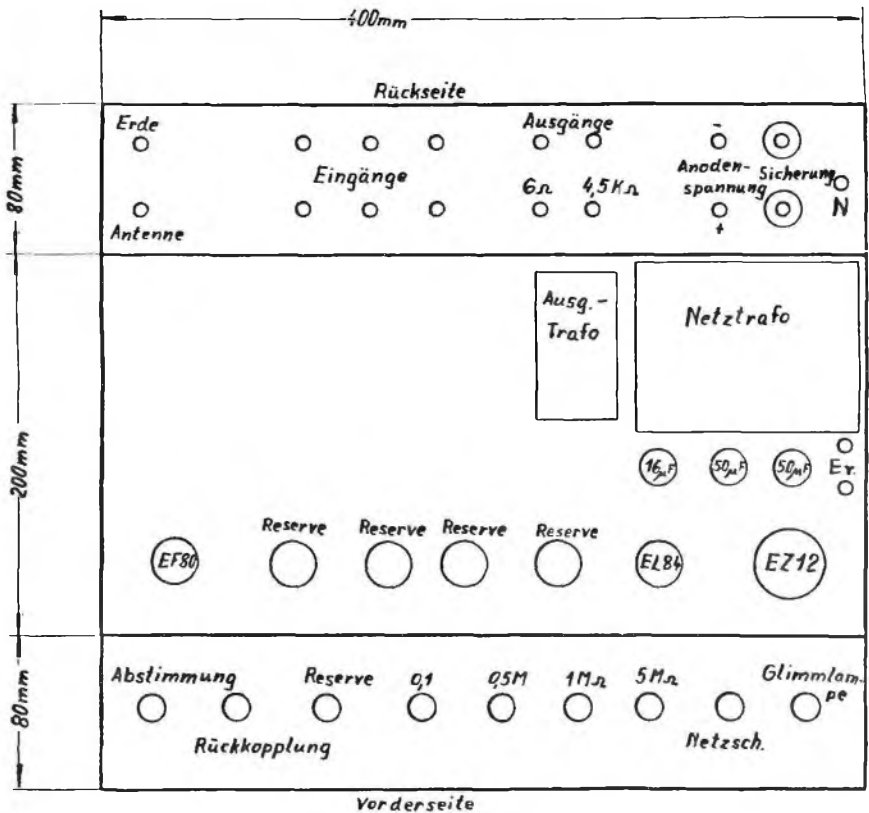 400mm
Rückseite
Erde
Ausgänge
-
Eingänge
Anoden-
spannung
Sicherung
6Ω
4,5KΩ
Antenne
+
N
80mm
Ausg.-
Trafo
Netztrafo
16µF
50µF
50µF
Er.
200mm
Reserve
Reserve
Reserve
Reserve
EF80
EL84
EZ12
Abstimmung
Reserve
0,1
0,5M
1MΩ
5MΩ
Glimmlam-
pe
Rückkopplung
Netzsch.
80mm
Vorderseite